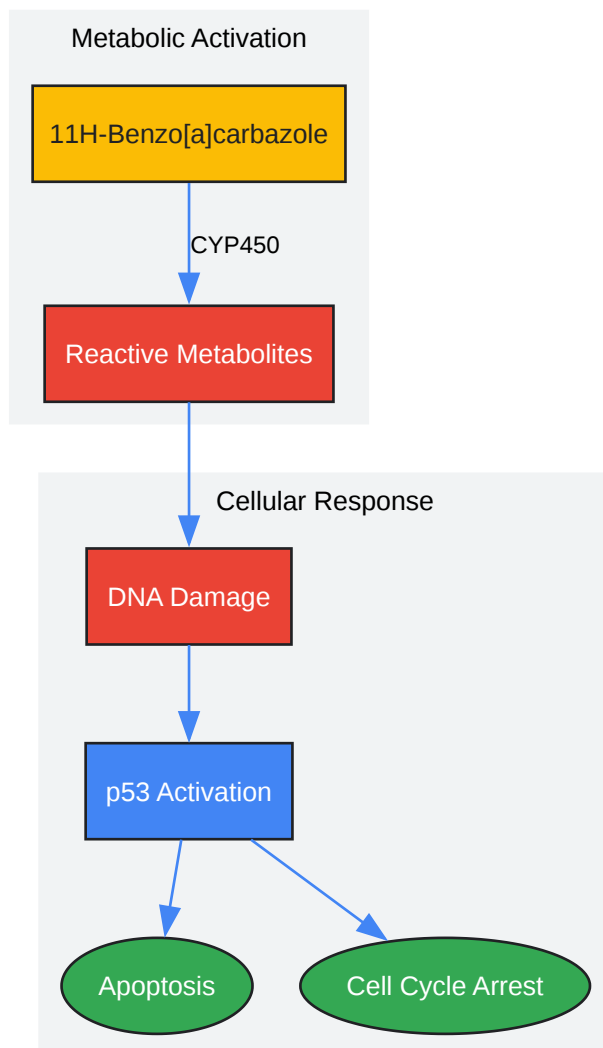 Metabolic Activation
11H-Benzo[a]carbazole
CYP450
Reactive Metabolites
Cellular Response
DNA Damage
p53 Activation
Apoptosis
Cell Cycle Arrest